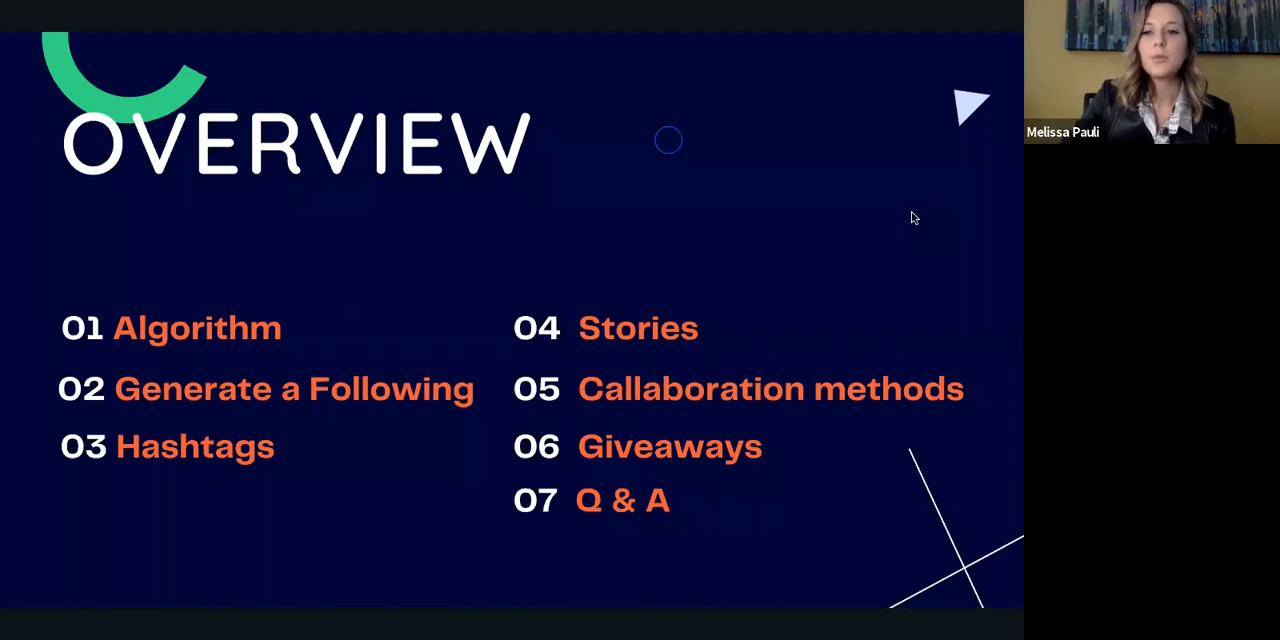 OVERVIEW
01 Algorithm
02 Generate a Following
03 Hashtags
04 Stories
05 Callaboration methods
06 Giveaways
07 Q & A
Melissa Pauli